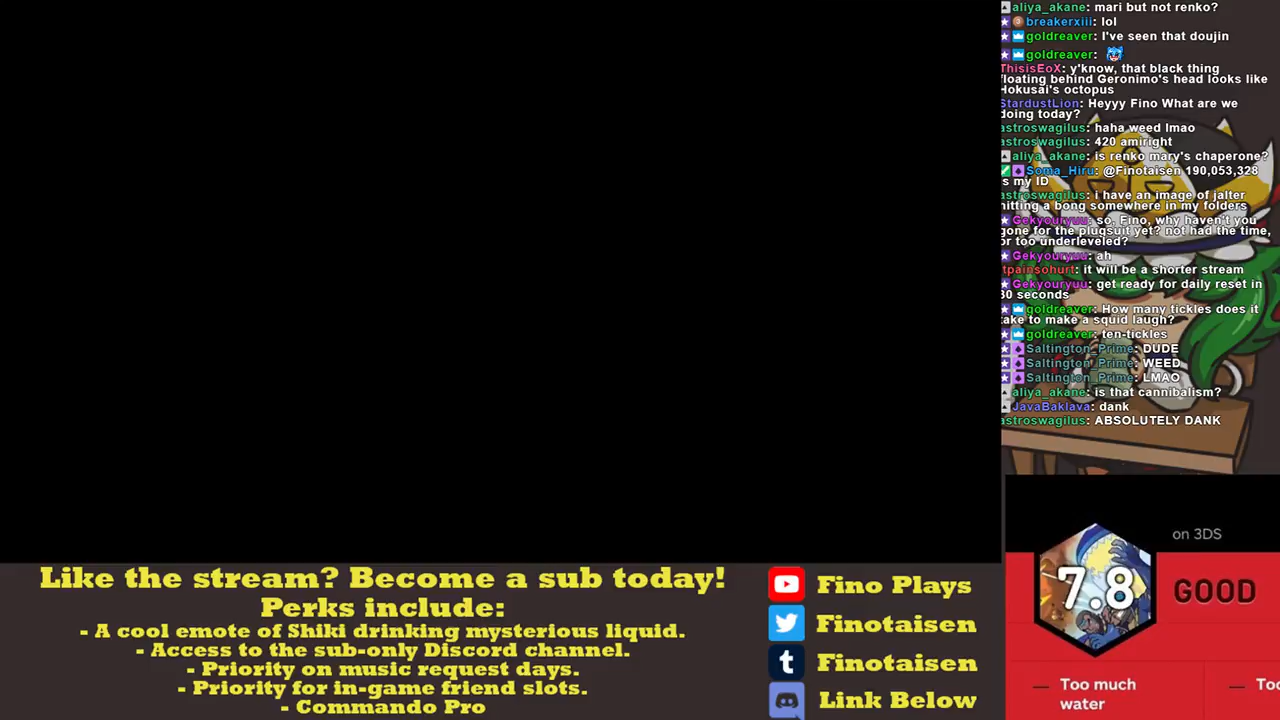 aliya_akane: mari but not renko?
breakerxiii: lol
goldreaver: I've seen that doujin
goldreaver:
ThisisEoX: y'know, that black thing
floating behind Geronimo's head looks like
Hokusai's octopus
StardustLion: Heyyy Fino What are we
doing today?
astroswagilus: haha weed lmao
astroswagilus: 420 amiright
aliya_akane: is renko mary's chaperone?
Soma_Hiru: @Finotaisen 190,053,328
is my ID
astroswagilus: i have an image of jalter
hitting a bong somewhere in my folders
Gekyouryuu: so, Fino, why haven't you
gone for the plugsuit yet? not had the time,
or too underleveled?
Gekyouryuu: ah
tpainsohurt: it will be a shorter stream
Gekyouryuu: get ready for daily reset in
30 seconds
goldreaver: How many tickles does it
take to make a squid laugh?
goldreaver: ten-tickles
Saltington_Prime: DUDE
Saltington_Prime: WEED
Saltington_Prime: LMAO
aliya_akane: is that cannibalism?
JavaBaklava: dank
astroswagilus: ABSOLUTELY DANK
on 3DS
7.8
GOOD
— Too much
water
— Too
Like the stream? Become a sub today!
Perks include:
- A cool emote of Shiki drinking mysterious liquid.
- Access to the sub-only Discord channel.
- Priority on music request days.
- Priority for in-game friend slots.
- Commando Pro
Fino Plays
Finotaisen
Finotaisen
Link Below